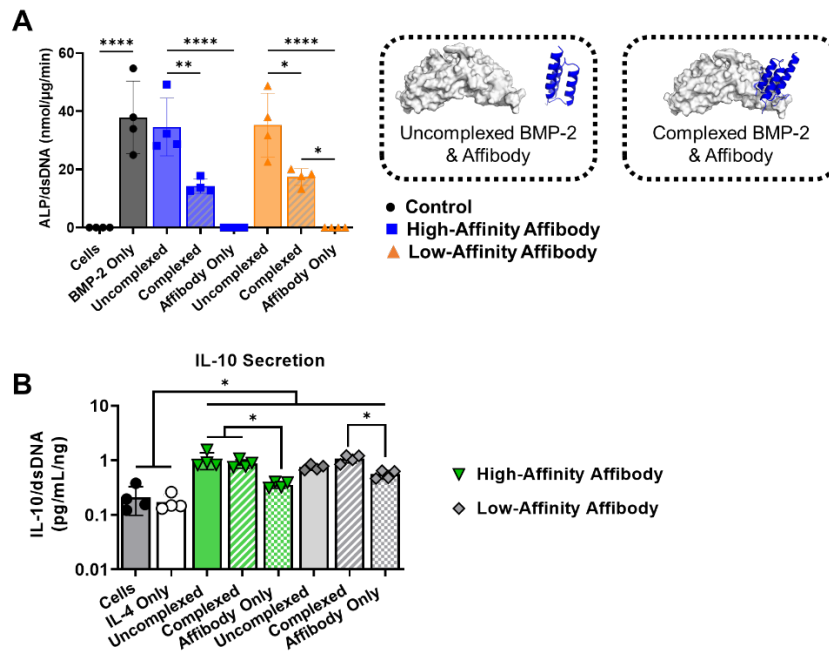 A
ALP/dsDNA (nmol/µg/min)
60
40
20
0
****
****
**
****
*
*
Cells
BMP-2 Only
Uncomplexed
Complexed
Affibody Only
Uncomplexed
Complexed
Affibody Only
Uncomplexed BMP-2
& Affibody
Complexed BMP-2
& Affibody
Control
High-Affinity Affibody
Low-Affinity Affibody
B
IL-10 Secretion
IL-10/dsDNA
(pg/mL/ng)
10
1
0.1
0.01
*
*
*
Cells
IL-4 Only
Uncomplexed
Complexed
Affibody Only
Uncomplexed
Complexed
Affibody Only
High-Affinity Affibody
Low-Affinity Affibody